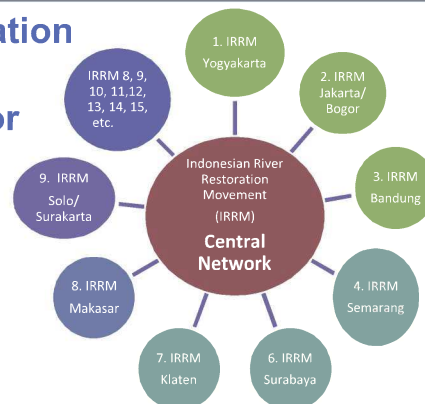 ation
or
1. IRRM
Yogyakarta
2. IRRM
Jakarta/
Bogor
3. IRRM
Bandung
4. IRRM
Semarang
6. IRRM
Surabaya
7. IRRM
Klaten
8. IRRM
Makasar
9. IRRM
Solo/
Surakarta
IRRM 8, 9,
10, 11,12,
13, 14, 15,
etc.
Indonesian River
Restoration
Movement
(IRRM)
Central
Network